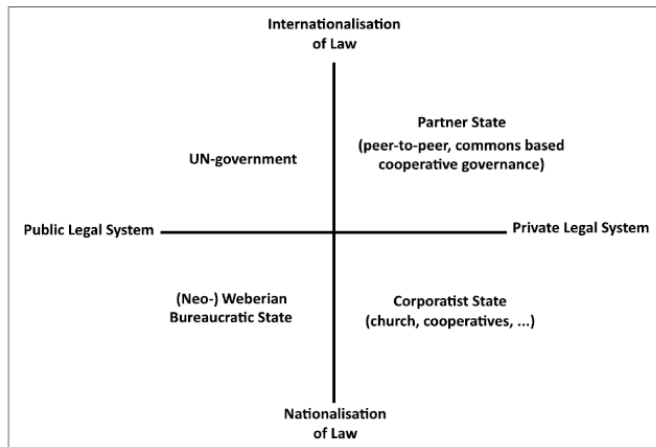 Internationalisation
of Law
Partner State
(peer-to-peer, commons based
cooperative governance)
UN-government
Public Legal System
Private Legal System
(Neo-) Weberian
Bureaucratic State
Corporatist State
(church, cooperatives, ...)
Nationalisation
of Law